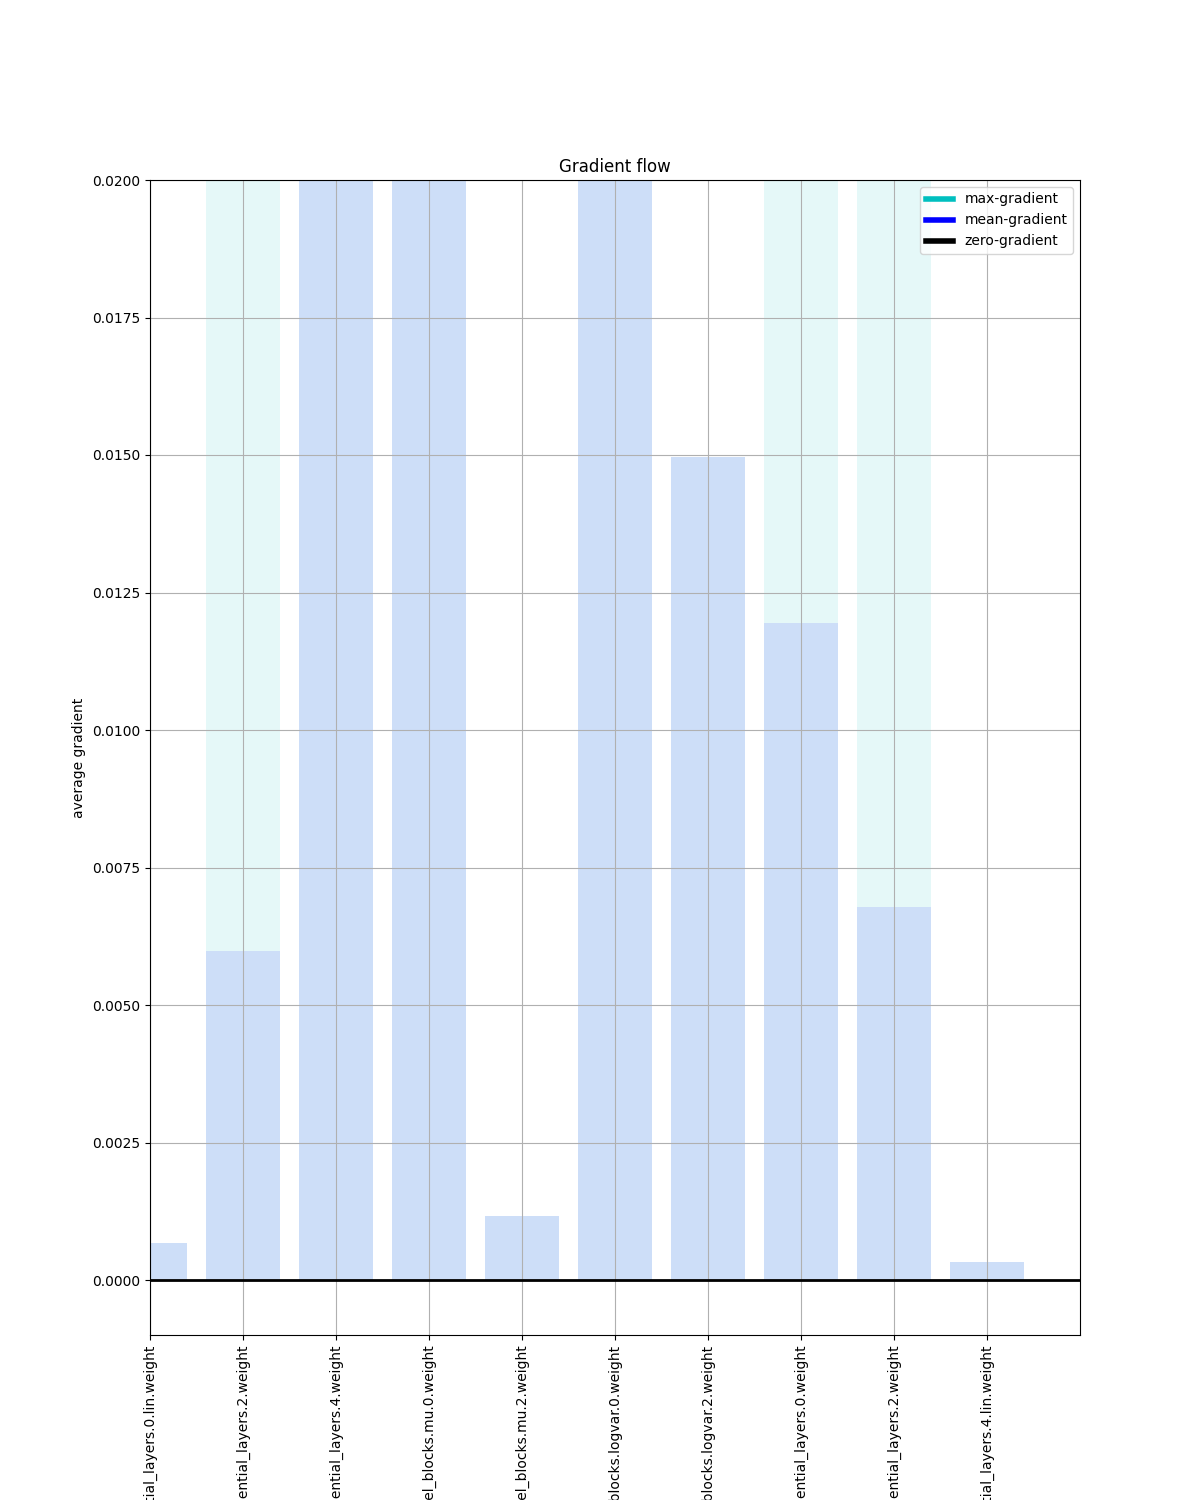 Gradient flow
max-gradient
mean-gradient
zero-gradient
0.0200
0.0175
0.0150
0.0125
0.0100
0.0075
0.0050
0.0025
0.0000
average gradient
tial_layers.0.lin.weight
ential_layers.2.weight
ential_layers.4.weight
el_blocks.mu.0.weight
el_blocks.mu.2.weight
blocks.logvar.0.weight
blocks.logvar.2.weight
ential_layers.0.weight
ential_layers.2.weight
tial_layers.4.lin.weight